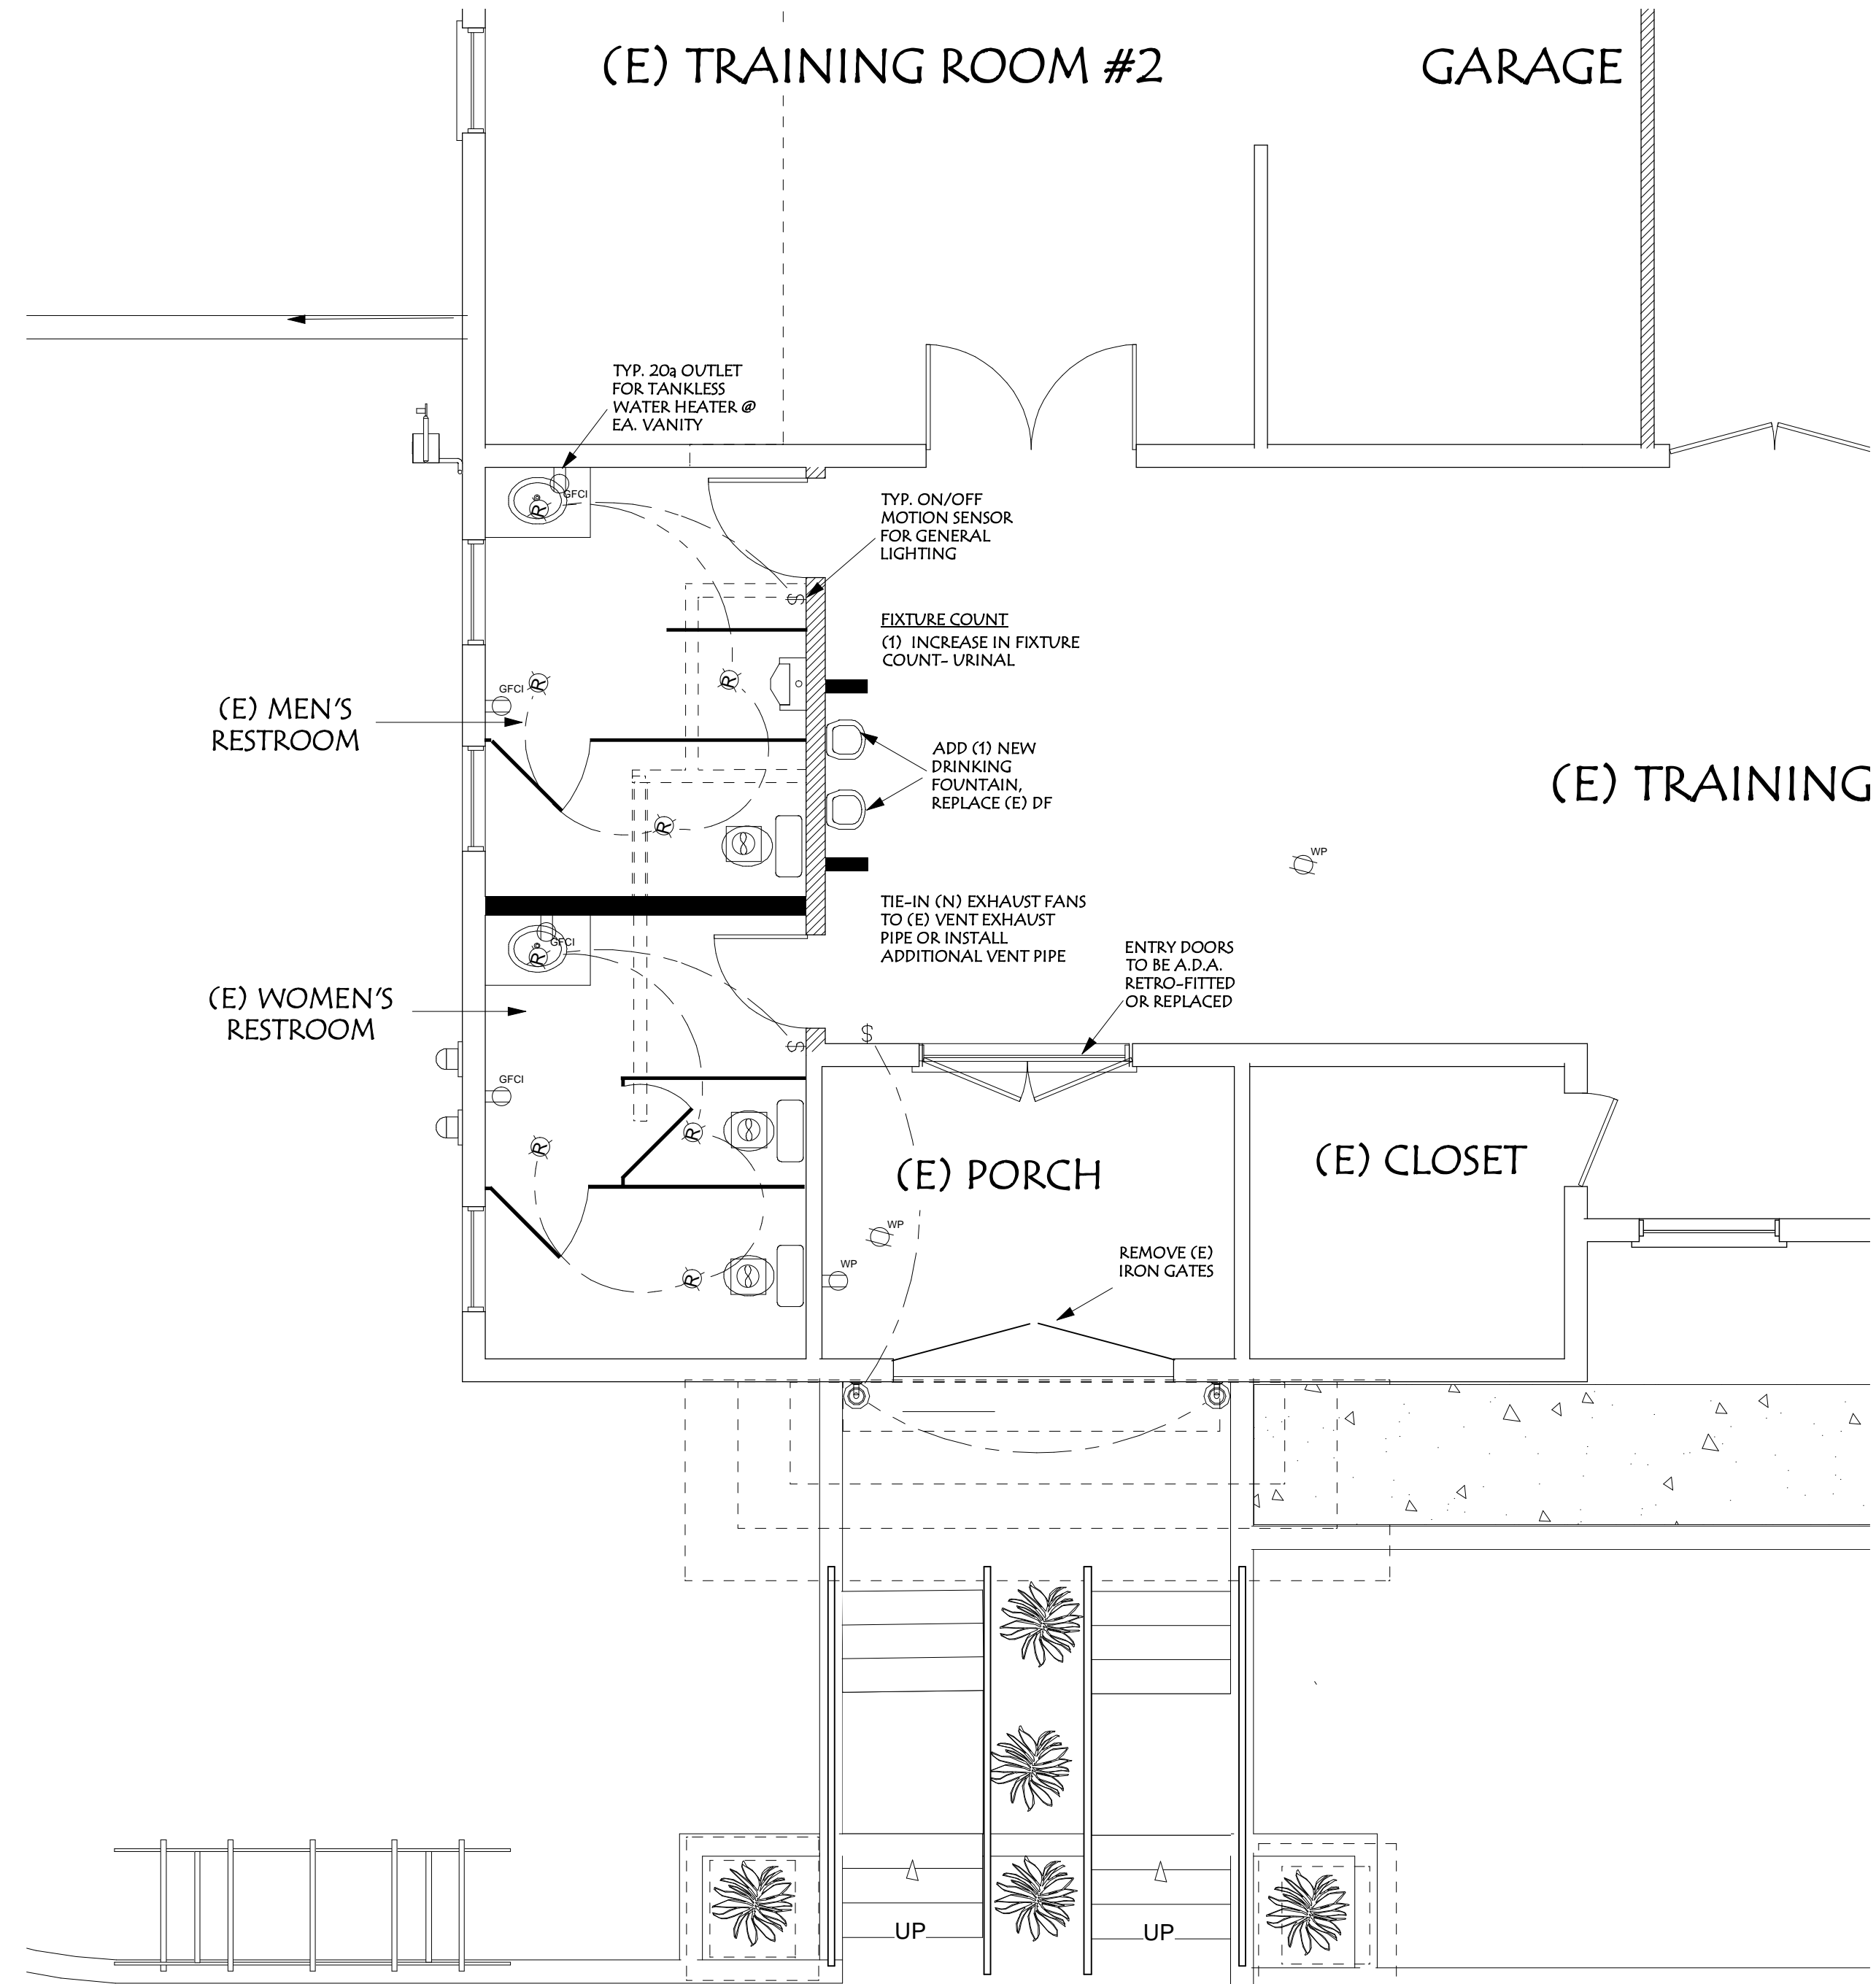 (E) TRAINING ROOM #2
GARAGE
TYP. 20a OUTLET
FOR TANKLESS
WATER HEATER @
EA. VANITY
GFCI
R
TYP. ON/OFF
MOTION SENSOR
FOR GENERAL
LIGHTING
$
FIXTURE COUNT
(1) INCREASE IN FIXTURE
COUNT- URINAL
GFCI
R
R
(E) MEN'S
RESTROOM
ADD (1) NEW
DRINKING
FOUNTAIN,
REPLACE (E) DF
(E) TRAINING
R
WP
TIE-IN (N) EXHAUST FANS
TO (E) VENT EXHAUST
PIPE OR INSTALL
ADDITIONAL VENT PIPE
GFCI
R
ENTRY DOORS
TO BE A.D.A.
RETRO-FITTED
OR REPLACED
(E) WOMEN'S
RESTROOM
$
$
GFCI
R
R
(E) PORCH
(E) CLOSET
WP
WP
R
REMOVE (E)
IRON GATES
UP
UP